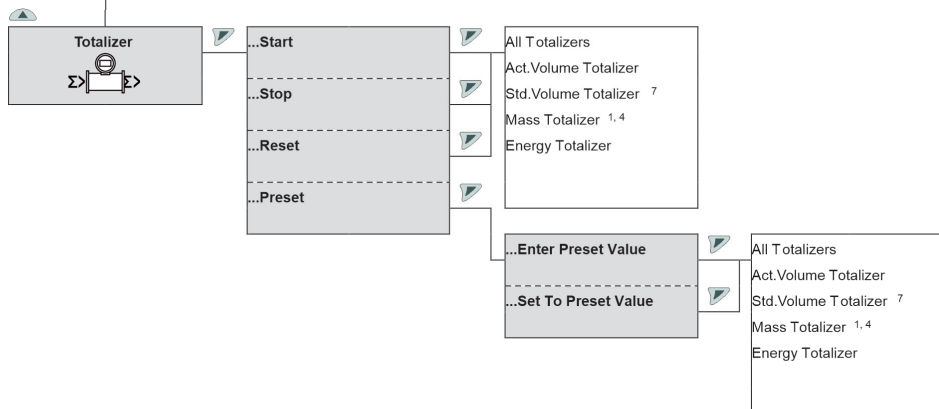 Totalizer
Σ> Σ>
...Start
...Stop
...Reset
...Preset
All Totalizers
Act.Volume Totalizer
Std.Volume Totalizer 7
Mass Totalizer 1, 4
Energy Totalizer
...Enter Preset Value
...Set To Preset Value
All Totalizers
Act.Volume Totalizer
Std.Volume Totalizer 7
Mass Totalizer 1, 4
Energy Totalizer